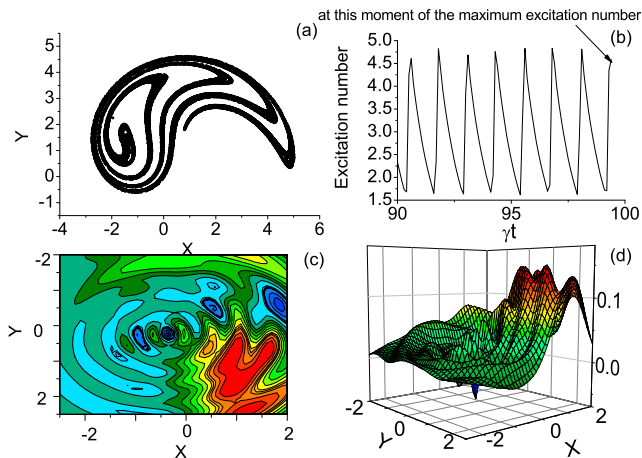 at this moment of the maximum excitation number
(a)
(b)
5
4
3
2
1
0
-1
Y
-4
-2
0
2
4
6
X
5.0
4.5
4.0
3.5
3.0
2.5
2.0
1.5
Excitation number
90
95
100
γt
(c)
(d)
-2
0
2
Y
-2
0
2
X
0.1
0.0
-2
0
2
Y
-2
0
2
X